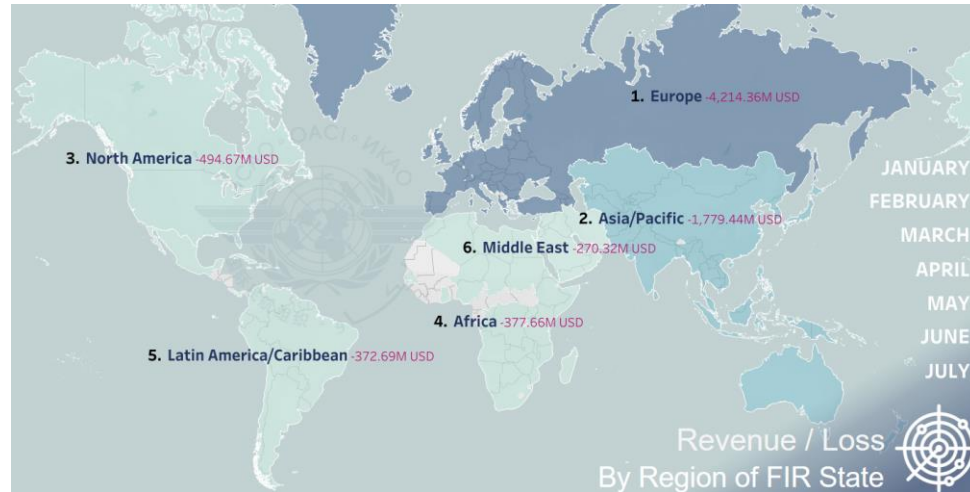 1. Europe -4,214.36M USD
3. North America -494.67M USD
JANUARY
FEBRUARY
2. Asia/Pacific -1,779.44M USD
MARCH
6. Middle East -270.32M USD
APRIL
MAY
4. Africa -377.66M USD
JUNE
5. Latin America/Caribbean -372.69M USD
JULY
Revenue / Loss
By Region of FIR State
OACI · ИКАО